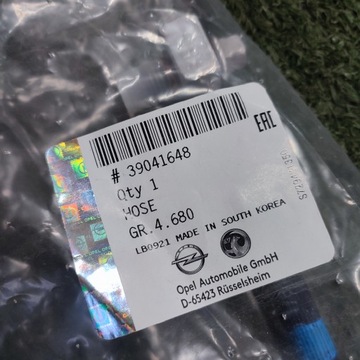 # 39041648
EAC
Qty 1
HOSE
GR.4.680
LB0921 MADE IN SOUTH KOREA
Opel Automobile GmbH
D-65423 Rüsselsheim